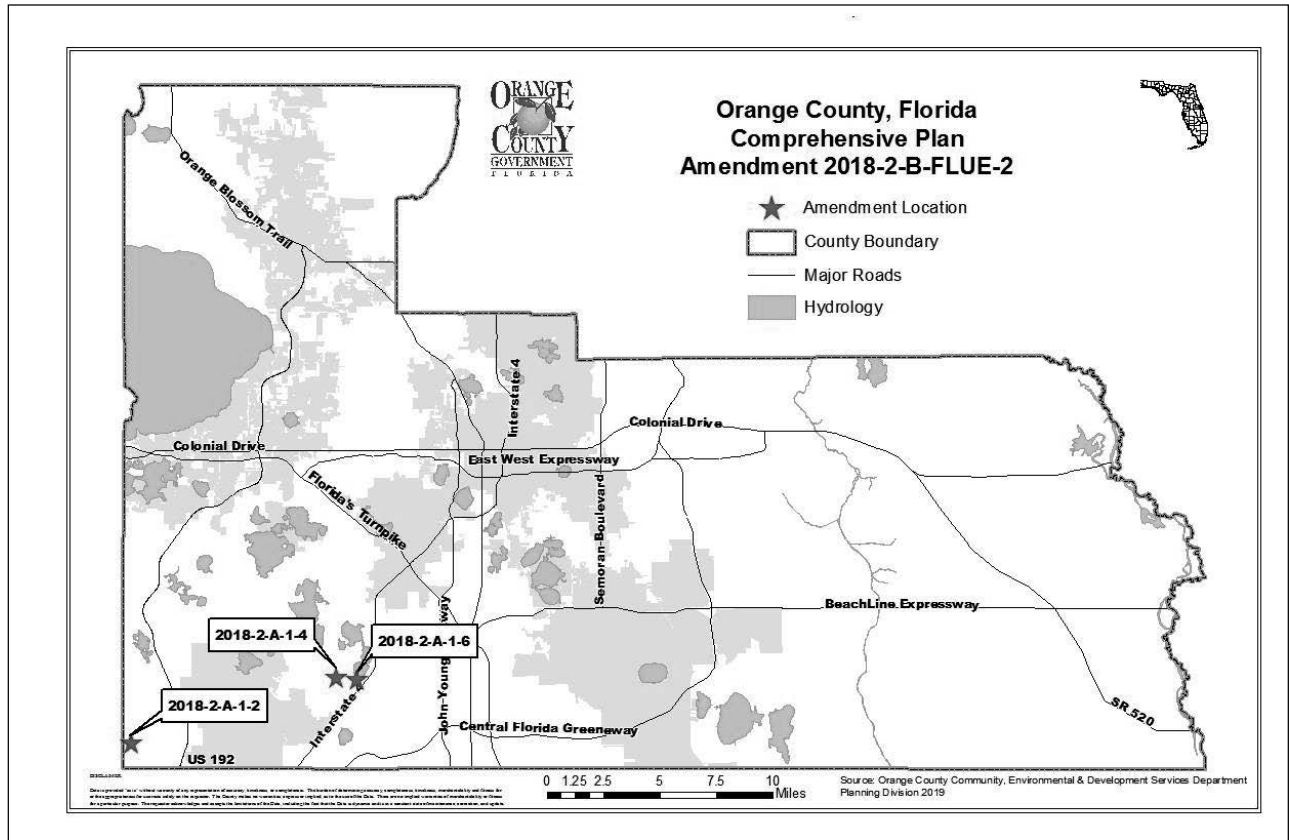 ORANGE
COUNTY
GOVERNMENT
FLORIDA
Orange County, Florida
Comprehensive Plan
Amendment 2018-2-B-FLUE-2
Amendment Location
County Boundary
Major Roads
Hydrology
Orange Blossom Trail
Interstate 4
Colonial Drive
Colonial Drive
East West Expressway
Florida's Turnpike
Semoran Boulevard
BeachLine Expressway
2018-2-A-1-4
2018-2-A-1-6
2018-2-A-1-2
John Young way
Interstate 4
Central Florida Greeneway
SR 520
US 192
0 1.25 2.5 5 7.5 10
Miles
Source: Orange County Community, Environmental & Development Services Department
Planning Division 2019